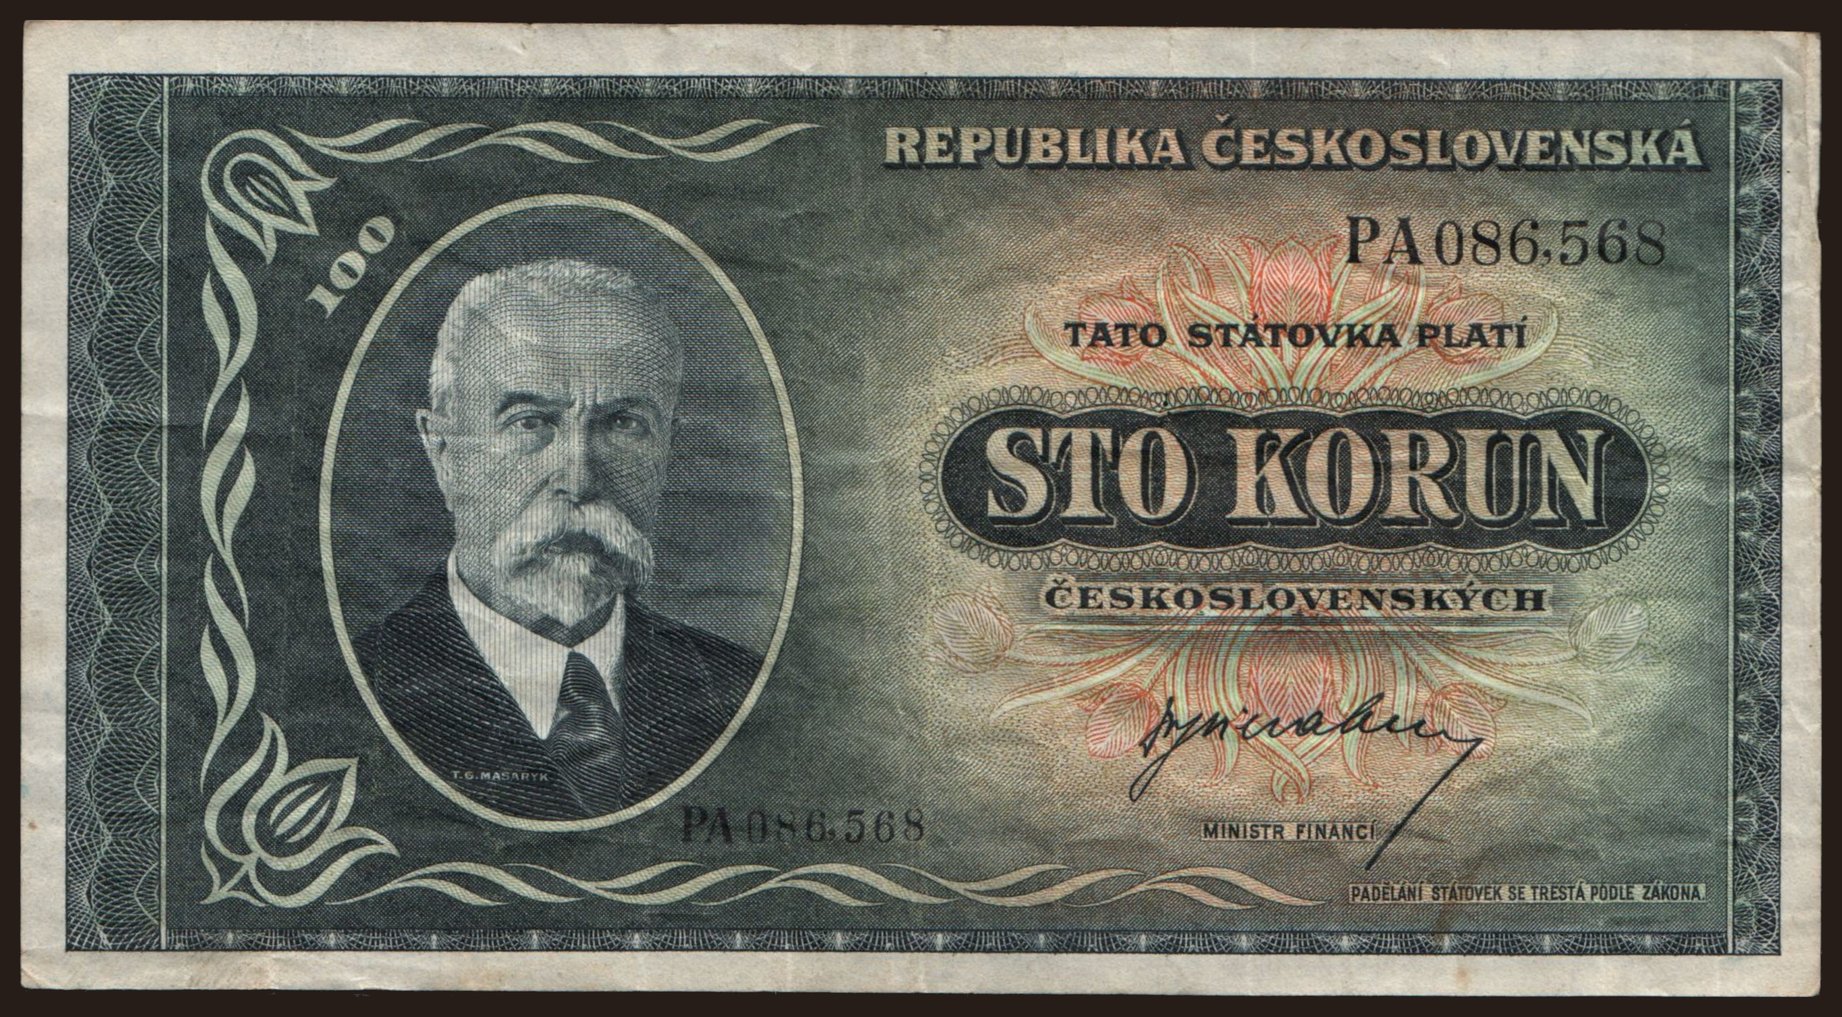 REPUBLIKA ČESKOSLOVENSKÁ
100
PA 086,568
TATO STÁTOVKA PLATÍ
STO KORUN
ČESKOSLOVENSKÝCH
T.G.MASARYK
PA 086,568
MINISTR FINANCÍ
PADĚLÁNÍ STÁTOVEK SE TRESTÁ PODLE ZÁKONA.